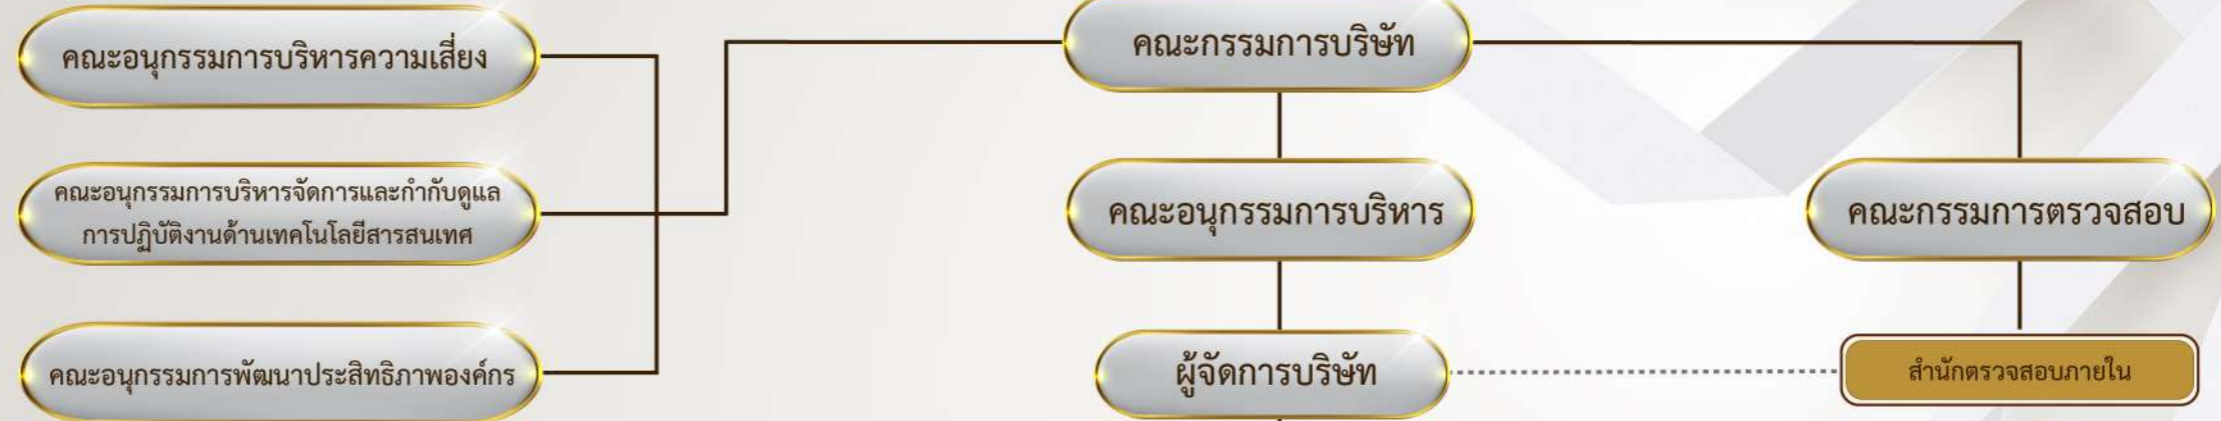 คณะอนุกรรมการบริหารความเสี่ยง
คณะกรรมการบริษัท
คณะอนุกรรมการบริหารจัดการและกำกับดูแล
การปฏิบัติงานด้านเทคโนโลยีสารสนเทศ
คณะอนุกรรมการบริหาร
คณะกรรมการตรวจสอบ
คณะอนุกรรมการพัฒนาประสิทธิภาพองค์กร
ผู้จัดการบริษัท
สำนักตรวจสอบภายใน